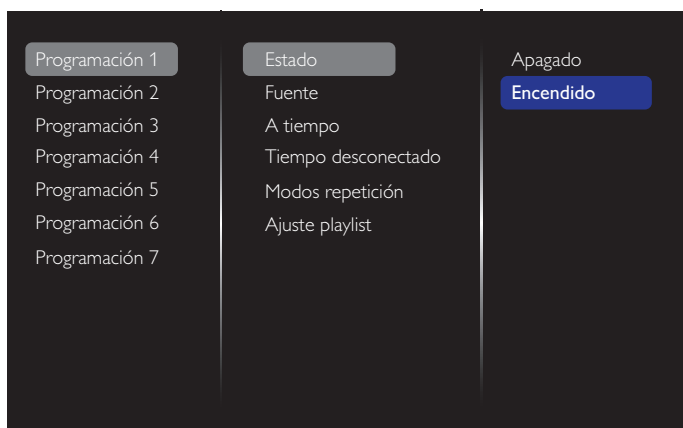 Programación 1
Programación 2
Programación 3
Programación 4
Programación 5
Programación 6
Programación 7
Estado
Fuente
A tiempo
Tiempo desconectado
Modos repetición
Ajuste playlist
Apagado
Encendido